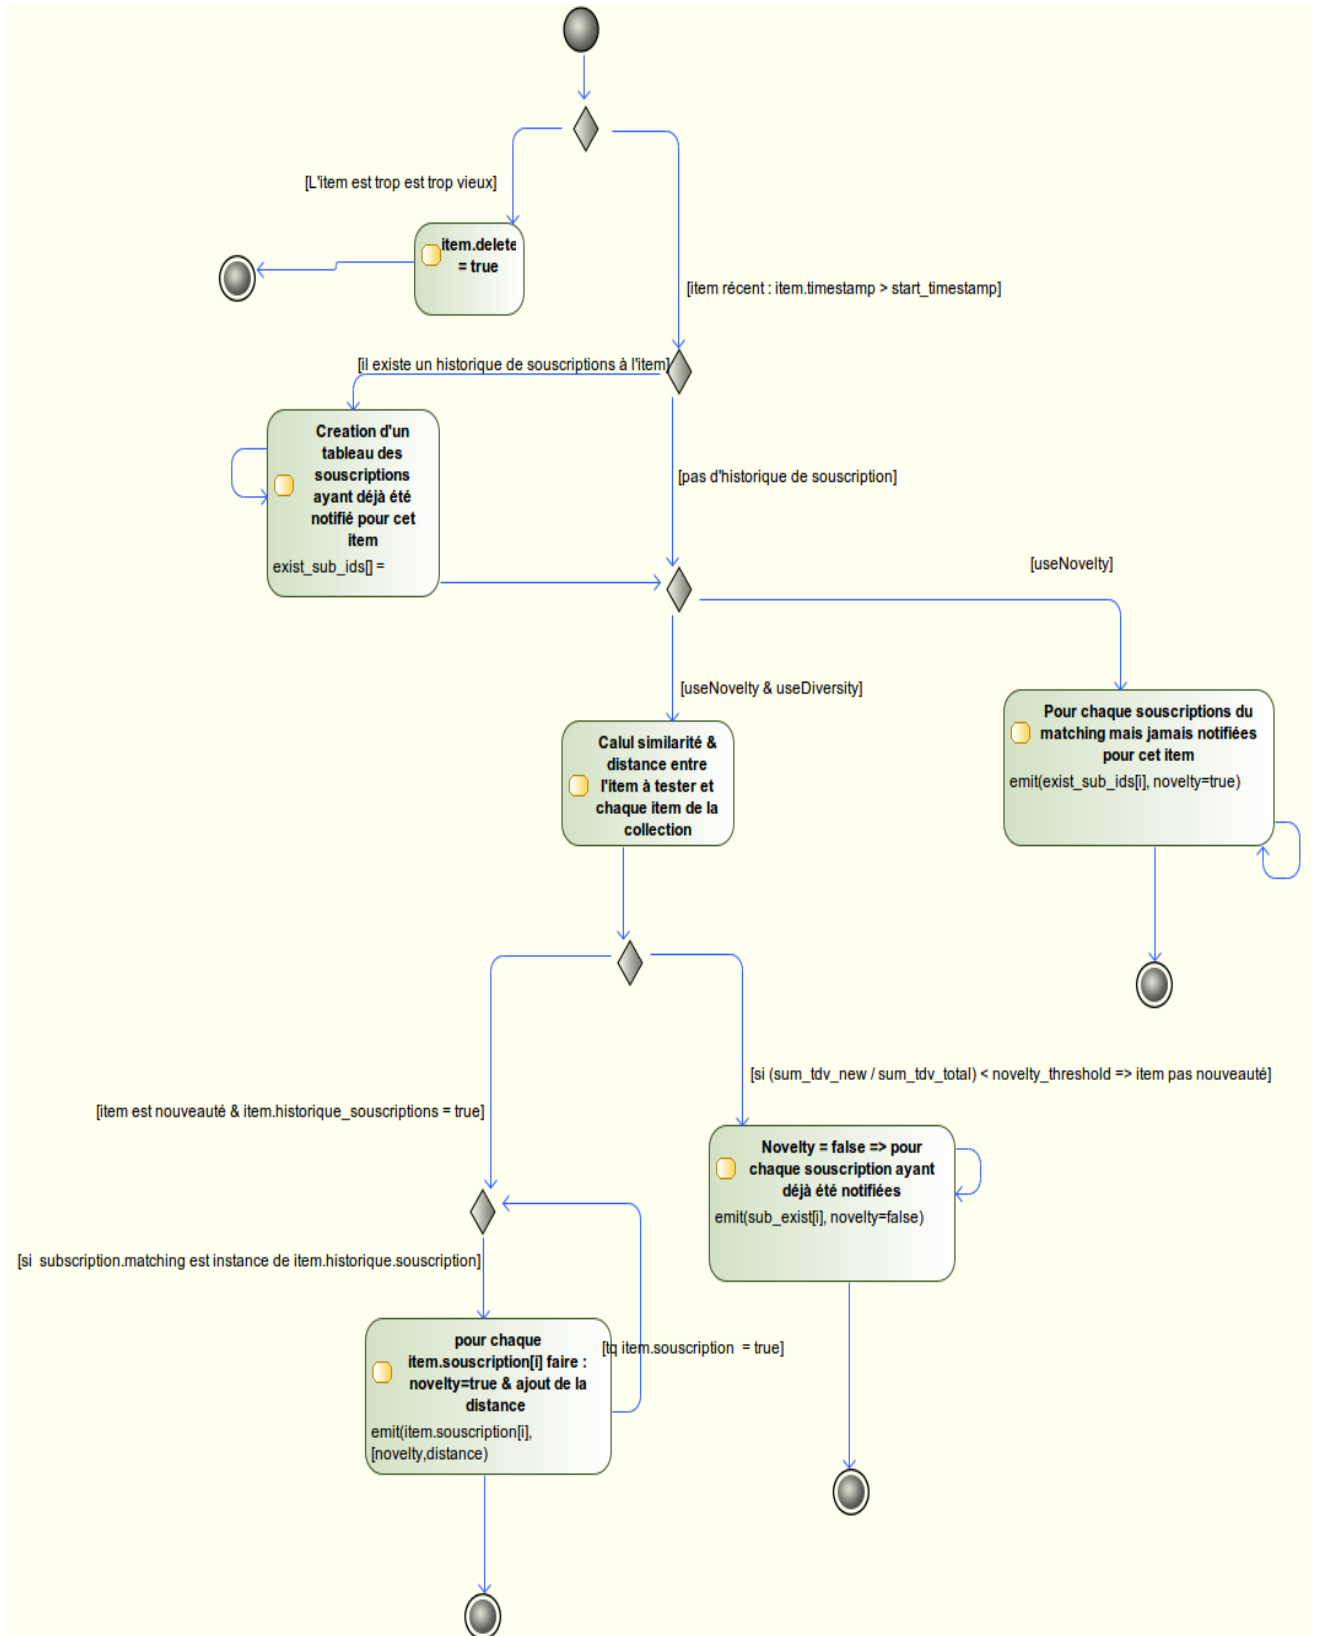 [L'item est trop est trop vieux]
item.delete
= true
[item récent : item.timestamp > start_timestamp]
[il existe un historique de souscriptions à l'item]
Creation d'un
tableau des
souscriptions
ayant déjà été
notifié pour cet
item
exist_sub_ids[] =
[pas d'historique de souscription]
[useNovelty]
[useNovelty & useDiversity]
Pour chaque souscriptions du
matching mais jamais notifiées
pour cet item
emit(exist_sub_ids[i], novelty=true)
Calul similarité &
distance entre
l'item à tester et
chaque item de la
collection
[si (sum_tdv_new / sum_tdv_total) < novelty_threshold => item pas nouveauté]
[item est nouveauté & item.historique_souscriptions = true]
Novelty = false => pour
chaque souscription ayant
déjà été notifiées
emit(sub_exist[i], novelty=false)
[si  subscription.matching est instance de item.historique.souscription]
pour chaque
item.souscription[i] faire :
novelty=true & ajout de la
distance
emit(item.souscription[i],
[novelty,distance)
[tq item.souscription  = true]